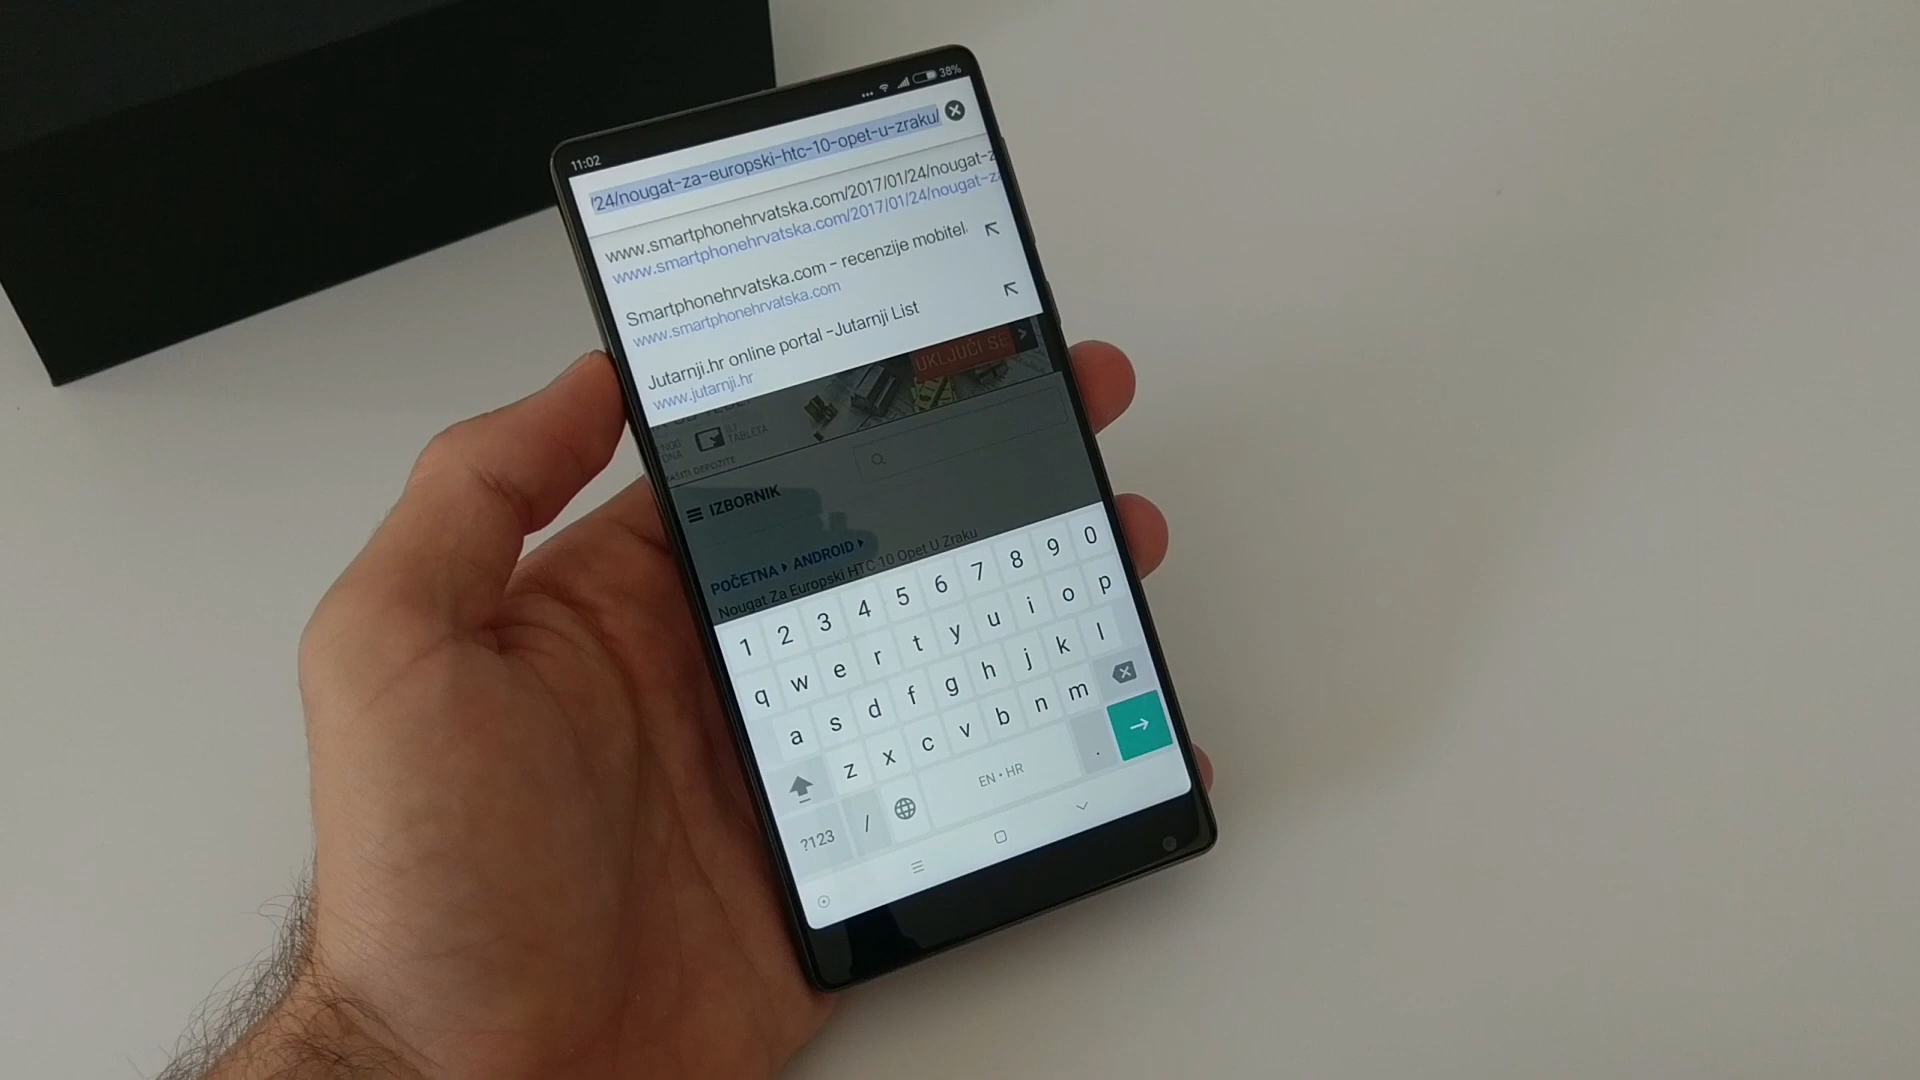 11:02
38%
/24/nougat-za-europski-htc-10-opet-u-zraku/
www.smartphonehrvatska.com/2017/01/24/nougat-z
www.smartphonehrvatska.com/2017/01/24/nougat-za
Smartphonehrvatska.com - recenzije mobitel
www.smartphonehrvatska.com
Jutarnji.hr online portal -Jutarnji List
www.jutarnji.hr
UKLJUČI SE
TABLETA
DEPOZITE
IZBORNIK
POČETNA ANDROID
Nougat Za Europski HTC 10 Opet U Zraku
1 2 3 4 5 6 7 8 9 0
q w e r t y u i o p
a s d f g h j k l
z x c v b n m
?123 / EN • HR .